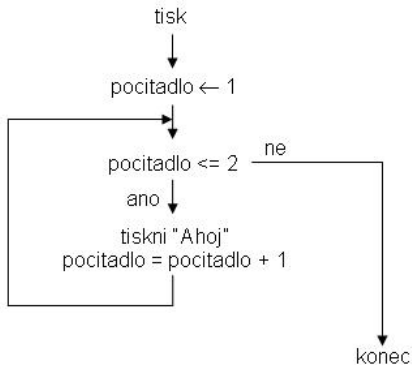 tisk
pocitadlo ← 1
pocitadlo <= 2
ne
ano
tiskni "Ahoj"
pocitadlo = pocitadlo + 1
konec